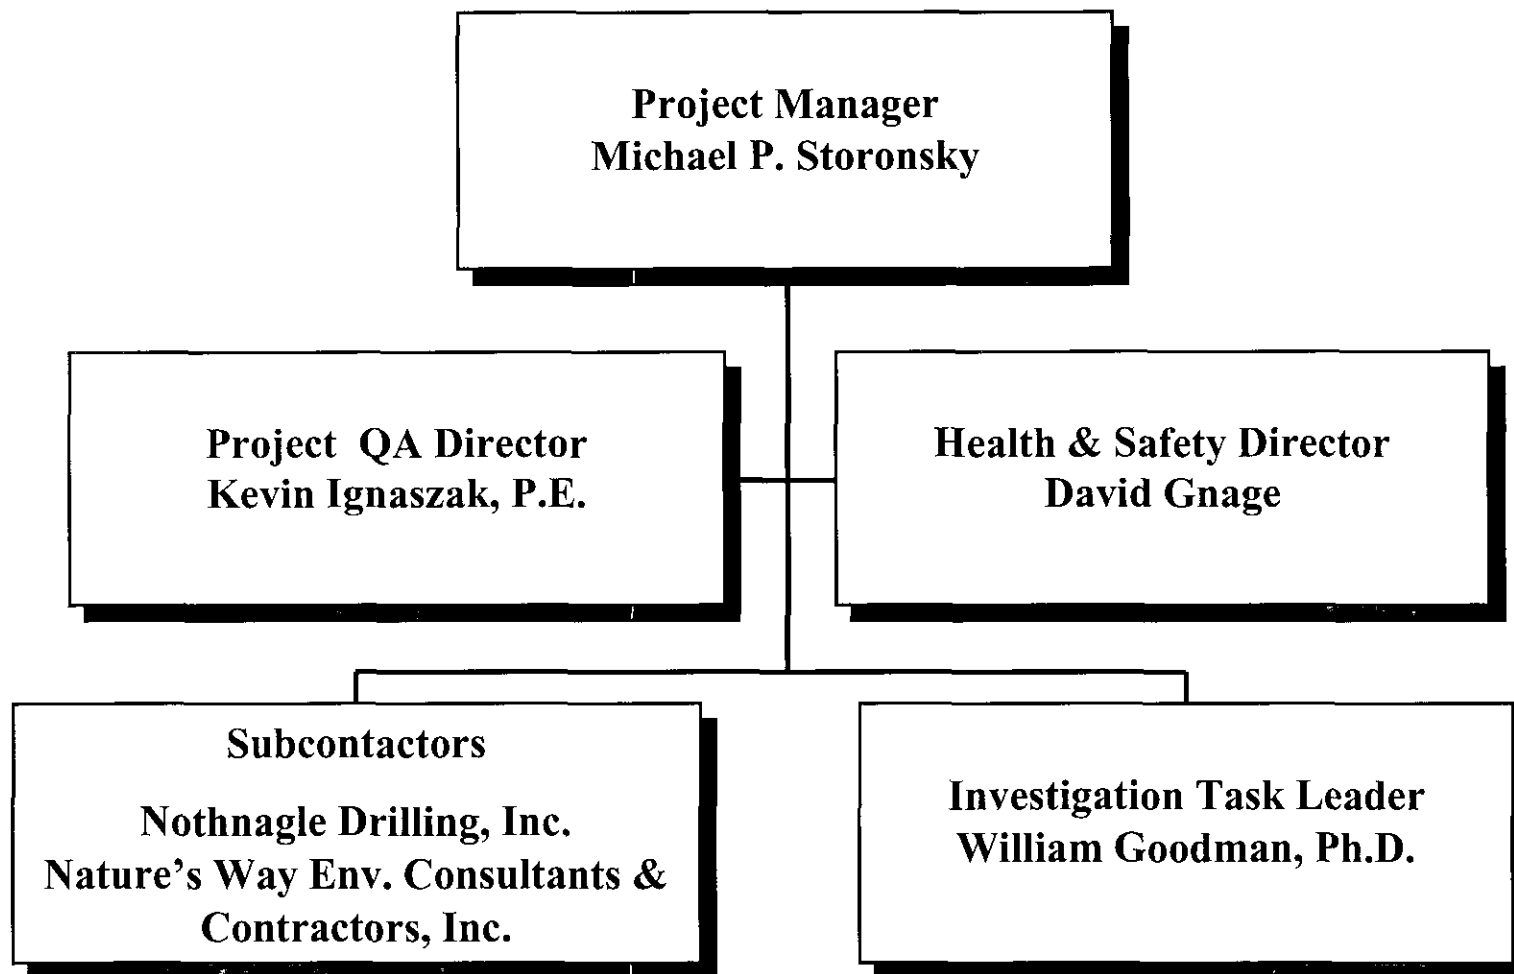 Project Manager
Michael P. Storonsky
Project QA Director
Kevin Ignaszak, P.E.
Health & Safety Director
David Gnage
Subcontactors
Nothnagle Drilling, Inc.
Nature's Way Env. Consultants &
Contractors, Inc.
Investigation Task Leader
William Goodman, Ph.D.